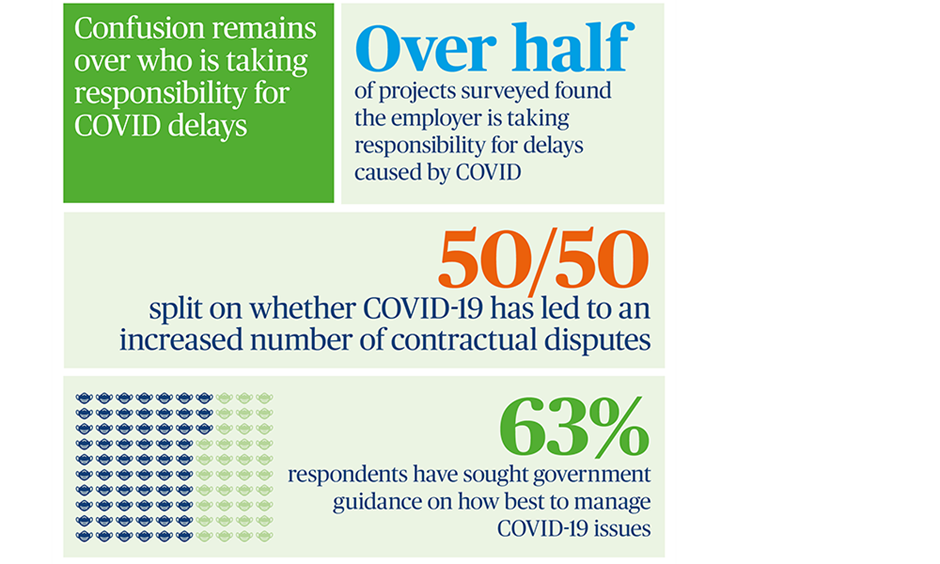 Confusion remains
over who is taking
responsibility for
COVID delays
Over half
of projects surveyed found
the employer is taking
responsibility for delays
caused by COVID
50/50
split on whether COVID-19 has led to an
increased number of contractual disputes
63%
respondents have sought government
guidance on how best to manage
COVID-19 issues